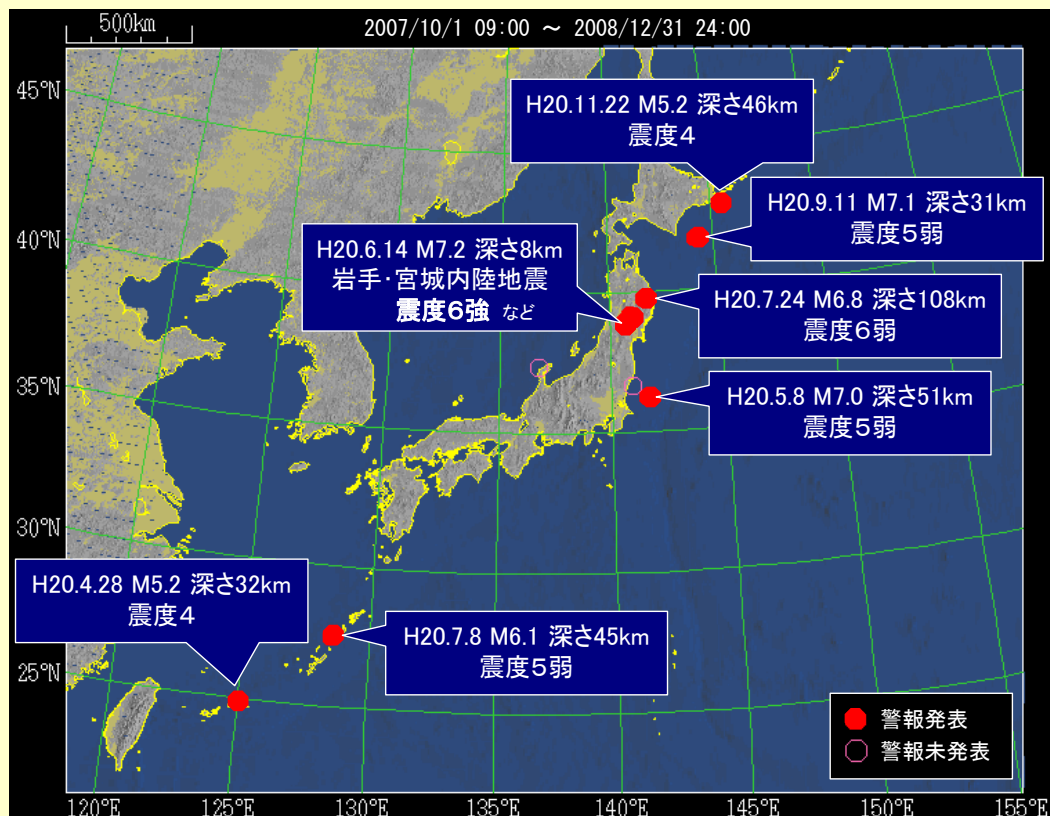 500km
2007/10/1 09:00 ～ 2008/12/31 24:00
45°N
40°N
35°N
30°N
25°N
H20.11.22 M5.2 深さ46km
震度4
H20.9.11 M7.1 深さ31km
震度5弱
H20.6.14 M7.2 深さ8km
岩手・宮城内陸地震
震度6強 など
H20.7.24 M6.8 深さ108km
震度6弱
H20.5.8 M7.0 深さ51km
震度5弱
H20.4.28 M5.2 深さ32km
震度4
H20.7.8 M6.1 深さ45km
震度5弱
警報発表
警報未発表
120°E 125°E 130°E 135°E 140°E 145°E 150°E 155°E